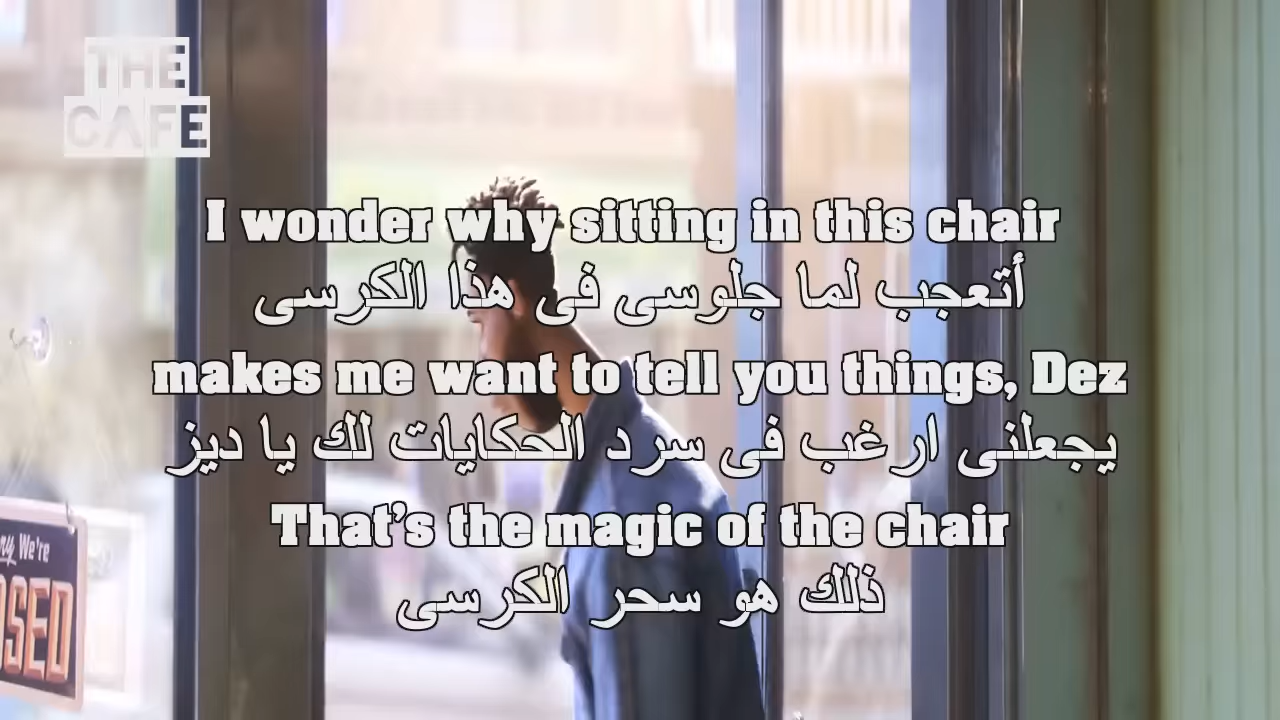 THE
CAFE
I wonder why sitting in this chair
أتعجب لما جلوسى فى هذا الكرسى
makes me want to tell you things, Dez
يجعلنى ارغب فى سرد الحكايات لك يا ديز
That's the magic of the chair
ذلك هو سحر الكرسى
We're